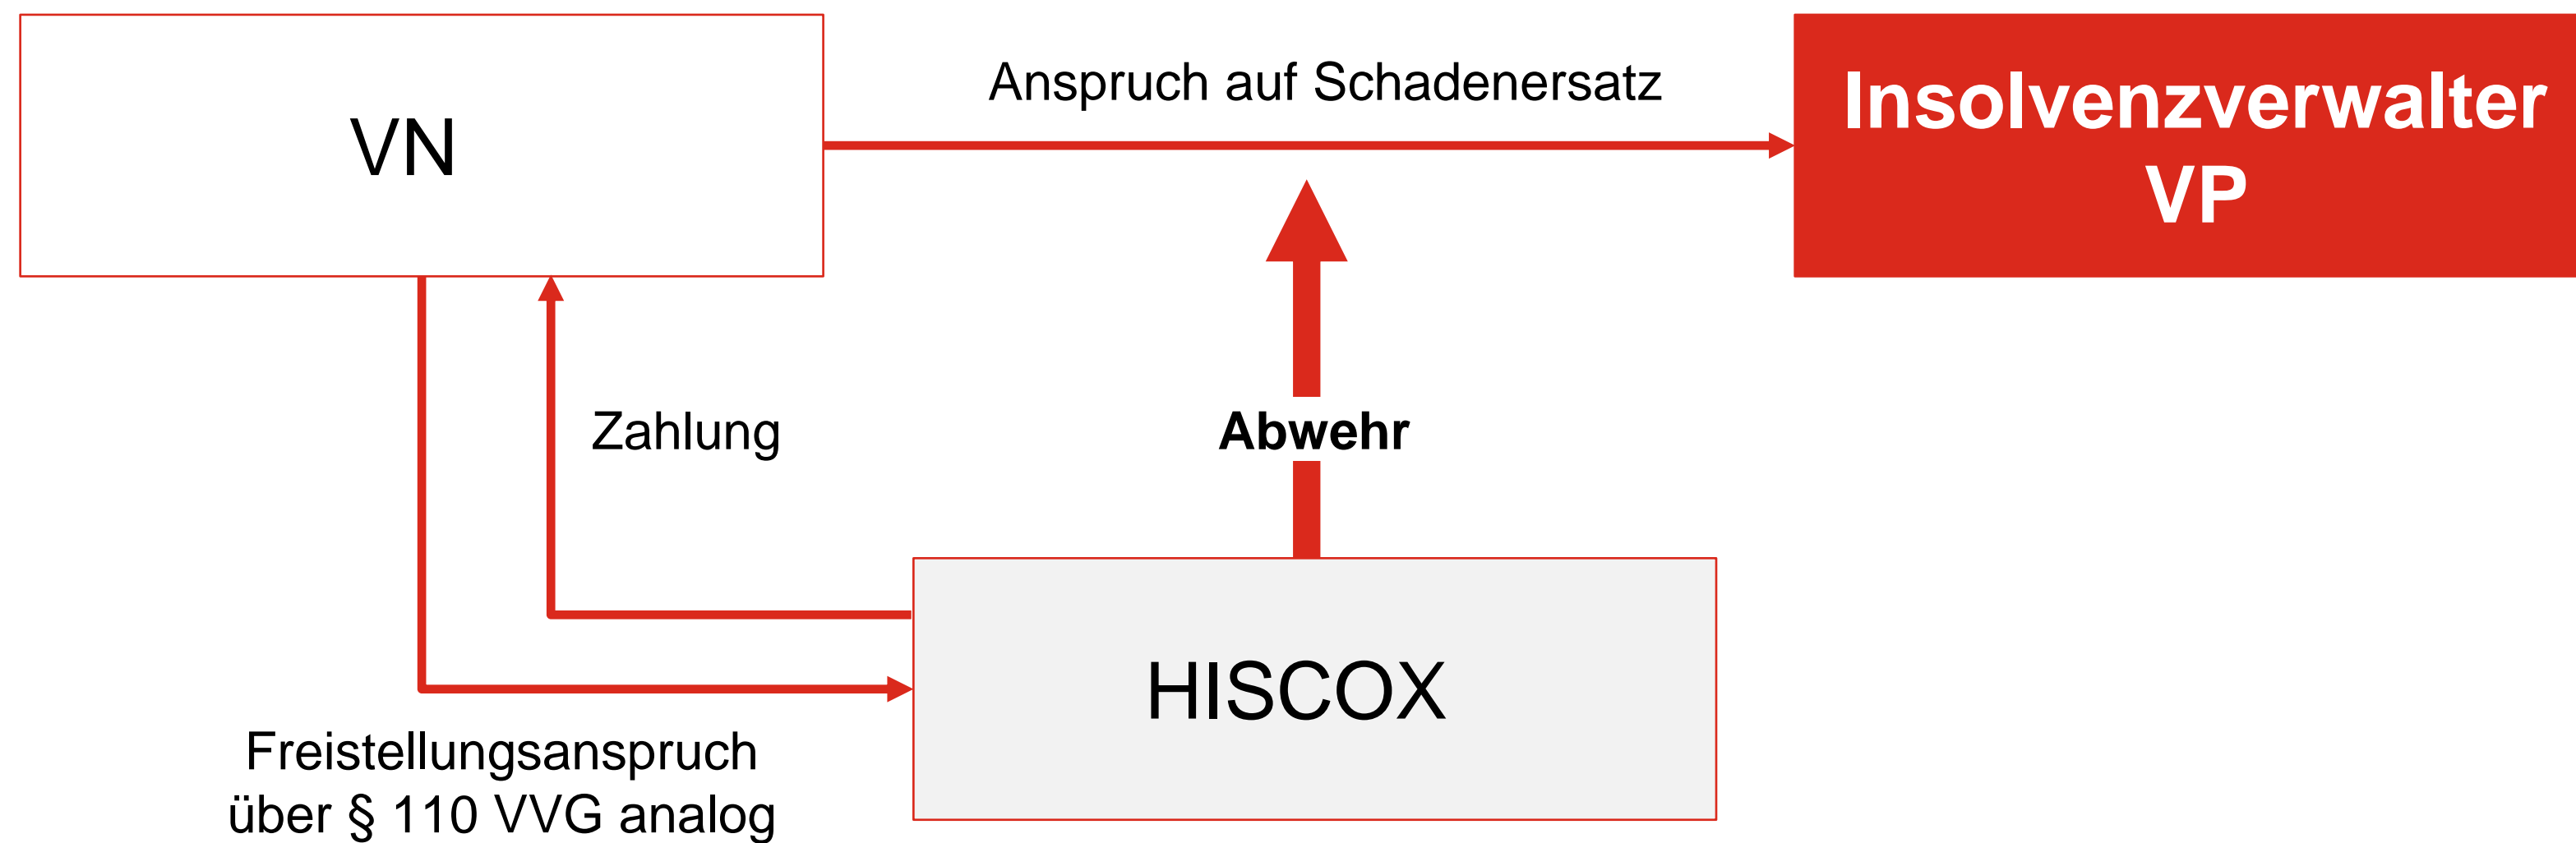 VN
Anspruch auf Schadenersatz
Insolvenzverwalter
VP
Zahlung
Abwehr
HISCOX
Freistellungsanspruch
über § 110 VVG analog